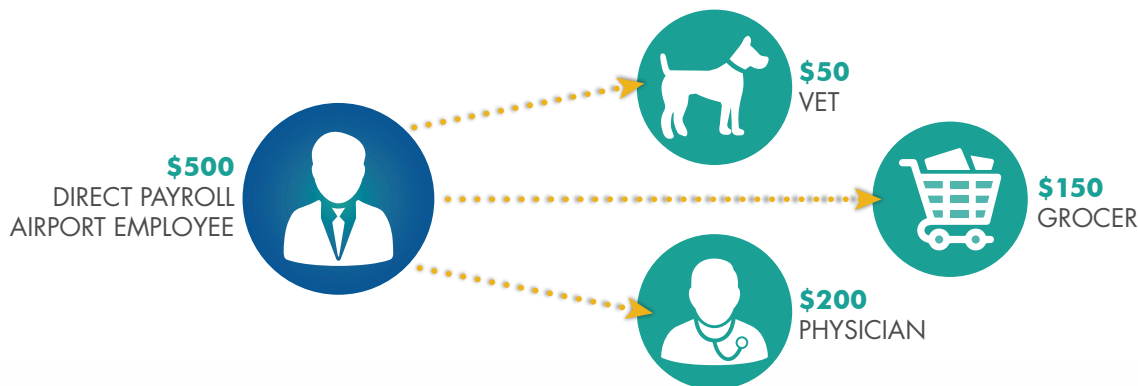 $500
DIRECT PAYROLL
AIRPORT EMPLOYEE
$50
VET
$150
GROCER
$200
PHYSICIAN